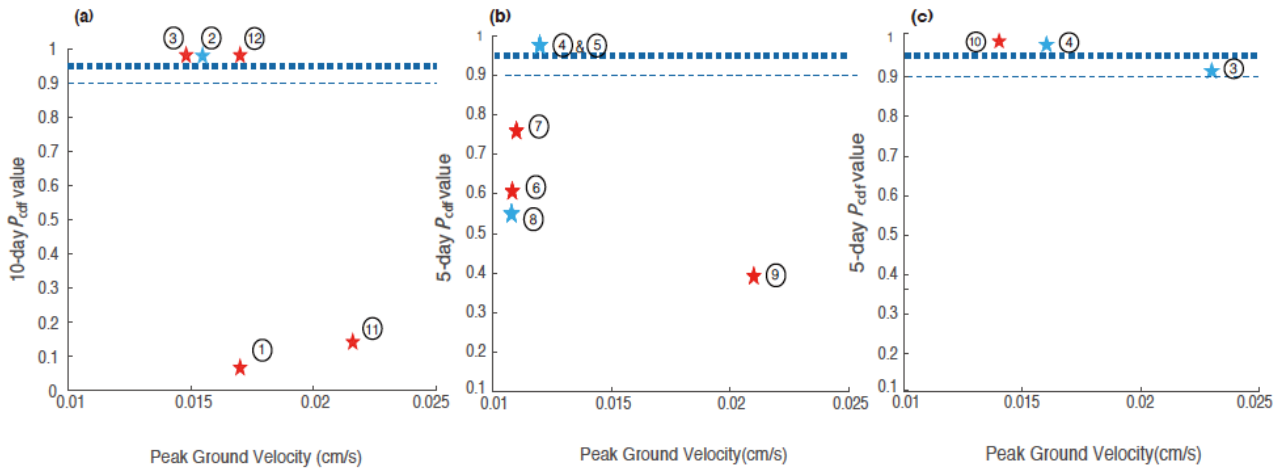 (a)
③ ② ⑫
1
0.9
0.8
0.7
0.6
0.5
0.4
0.3
0.2
0.1
0
⑪
①
10-day Pcdf value
0.01 0.015 0.02 0.025
Peak Ground Velocity (cm/s)
(b)
④ & ⑤
1
0.9
0.8
0.7
0.6
0.5
0.4
0.3
0.2
0.1
⑦
⑥
⑧
⑨
5-day Pcdf value
0.01 0.015 0.02 0.025
Peak Ground Velocity(cm/s)
(c)
⑩ ④
③
1
0.9
0.8
0.7
0.6
0.5
0.4
0.3
0.2
0.1
5-day Pcdf value
0.01 0.015 0.02 0.025
Peak Ground Velocity(cm/s)